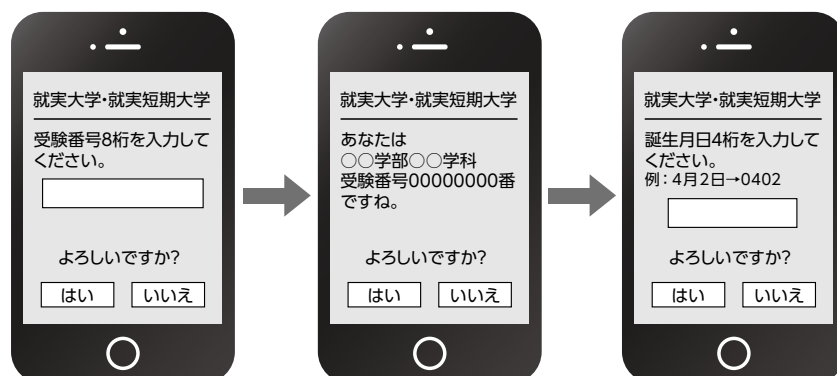 就実大学・就実短期大学
受験番号8桁を入力して
ください。
よろしいですか?
はい
いいえ
就実大学・就実短期大学
あなたは
○○学部○○学科
受験番号00000000番
ですね。
よろしいですか?
はい
いいえ
就実大学・就実短期大学
誕生月日4桁を入力して
ください。
例:4月2日→0402
よろしいですか?
はい
いいえ